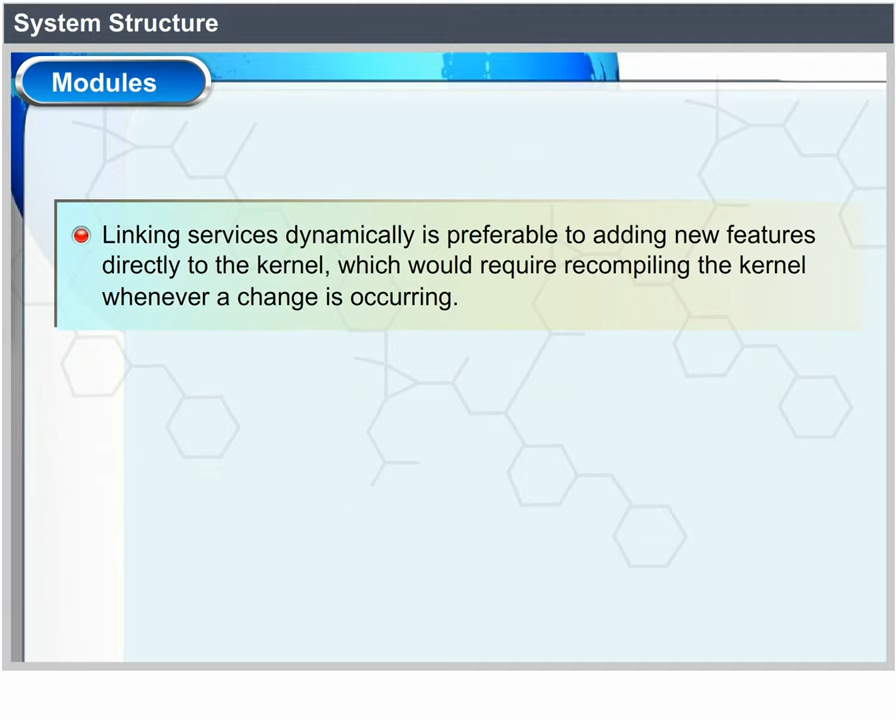 System Structure
Modules
Linking services dynamically is preferable to adding new features
directly to the kernel, which would require recompiling the kernel
whenever a change is occurring.